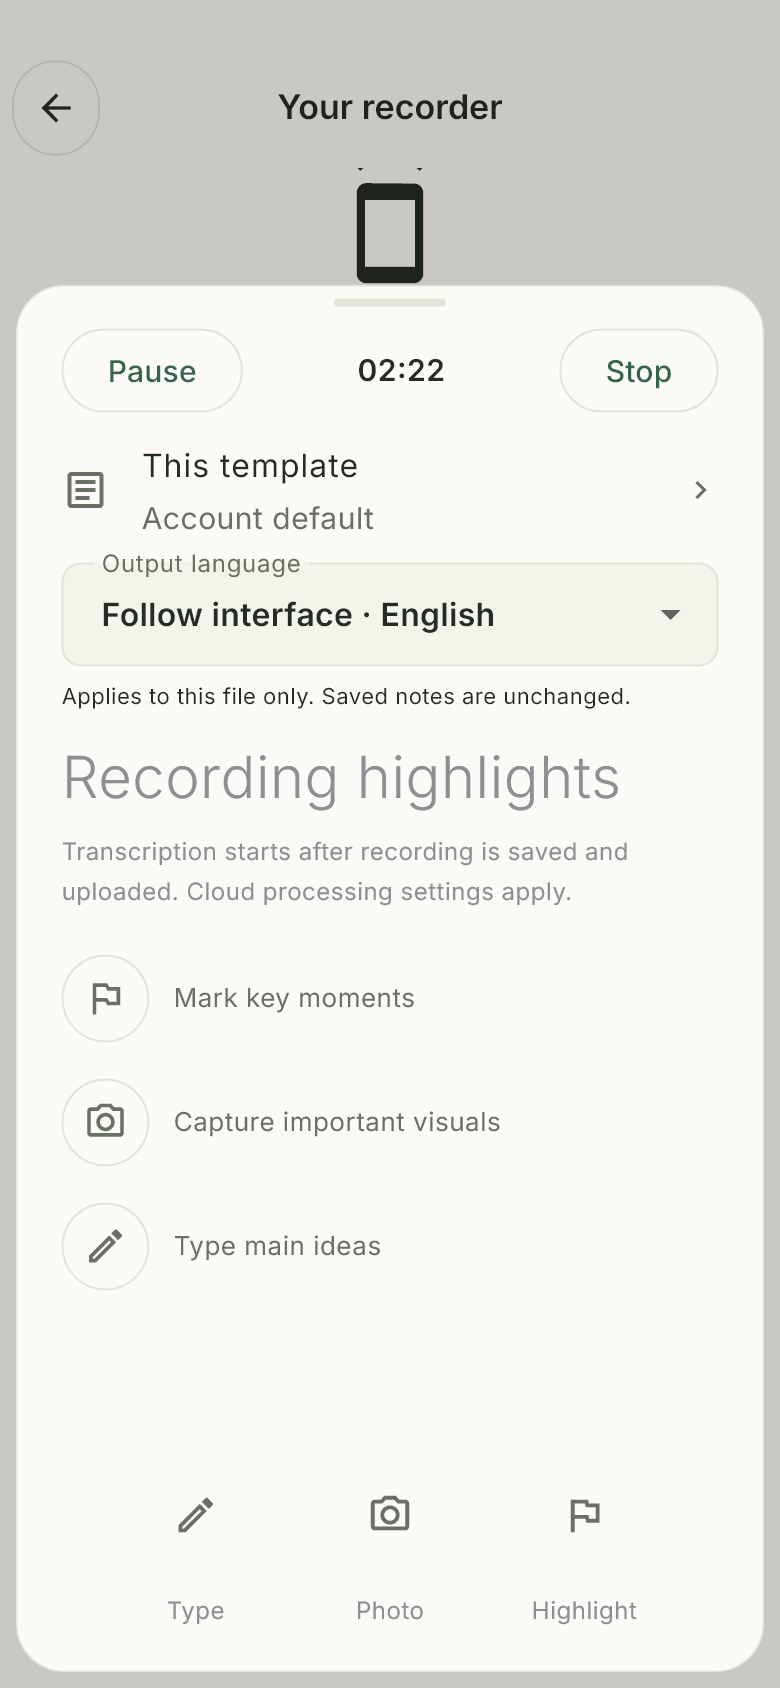 Your recorder
Pause
02:22
Stop
This template
Account default
Output language
Follow interface · English
Applies to this file only. Saved notes are unchanged.
Recording highlights
Transcription starts after recording is saved and
uploaded. Cloud processing settings apply.
Mark key moments
Capture important visuals
Type main ideas
Type
Photo
Highlight